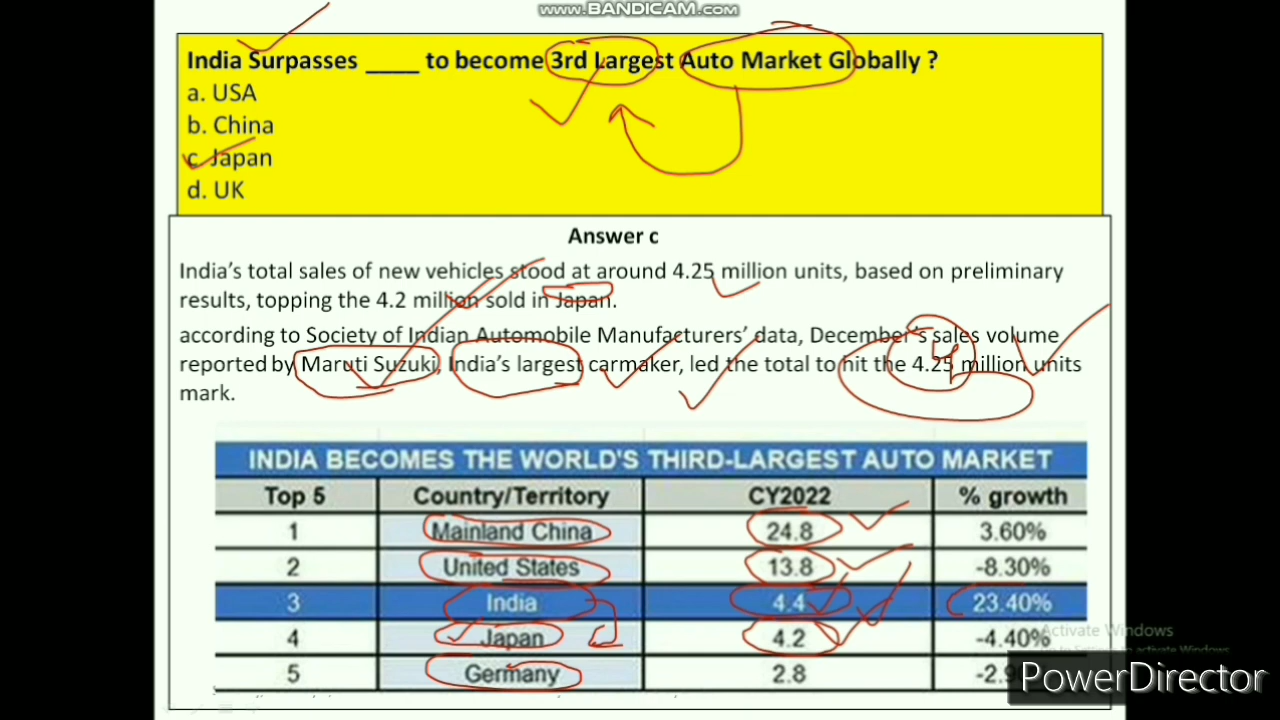 www.BANDICAM.com
India Surpasses ____ to become 3rd Largest Auto Market Globally ?
a. USA
b. China
c. Japan
d. UK
Answer c
India's total sales of new vehicles stood at around 4.25 million units, based on preliminary
results, topping the 4.2 million sold in Japan.
according to Society of Indian Automobile Manufacturers' data, December's sales volume
reported by Maruti Suzuki, India's largest carmaker, led the total to hit the 4.25 million units
mark.
INDIA BECOMES THE WORLD'S THIRD-LARGEST AUTO MARKET
Top 5 Country/Territory CY2022 % growth
1 Mainland China 24.8 3.60%
2 United States 13.8 -8.30%
3 India 4.4 23.40%
4 Japan 4.2 -4.40%
5 Germany 2.8
Activate Windows
PowerDirector